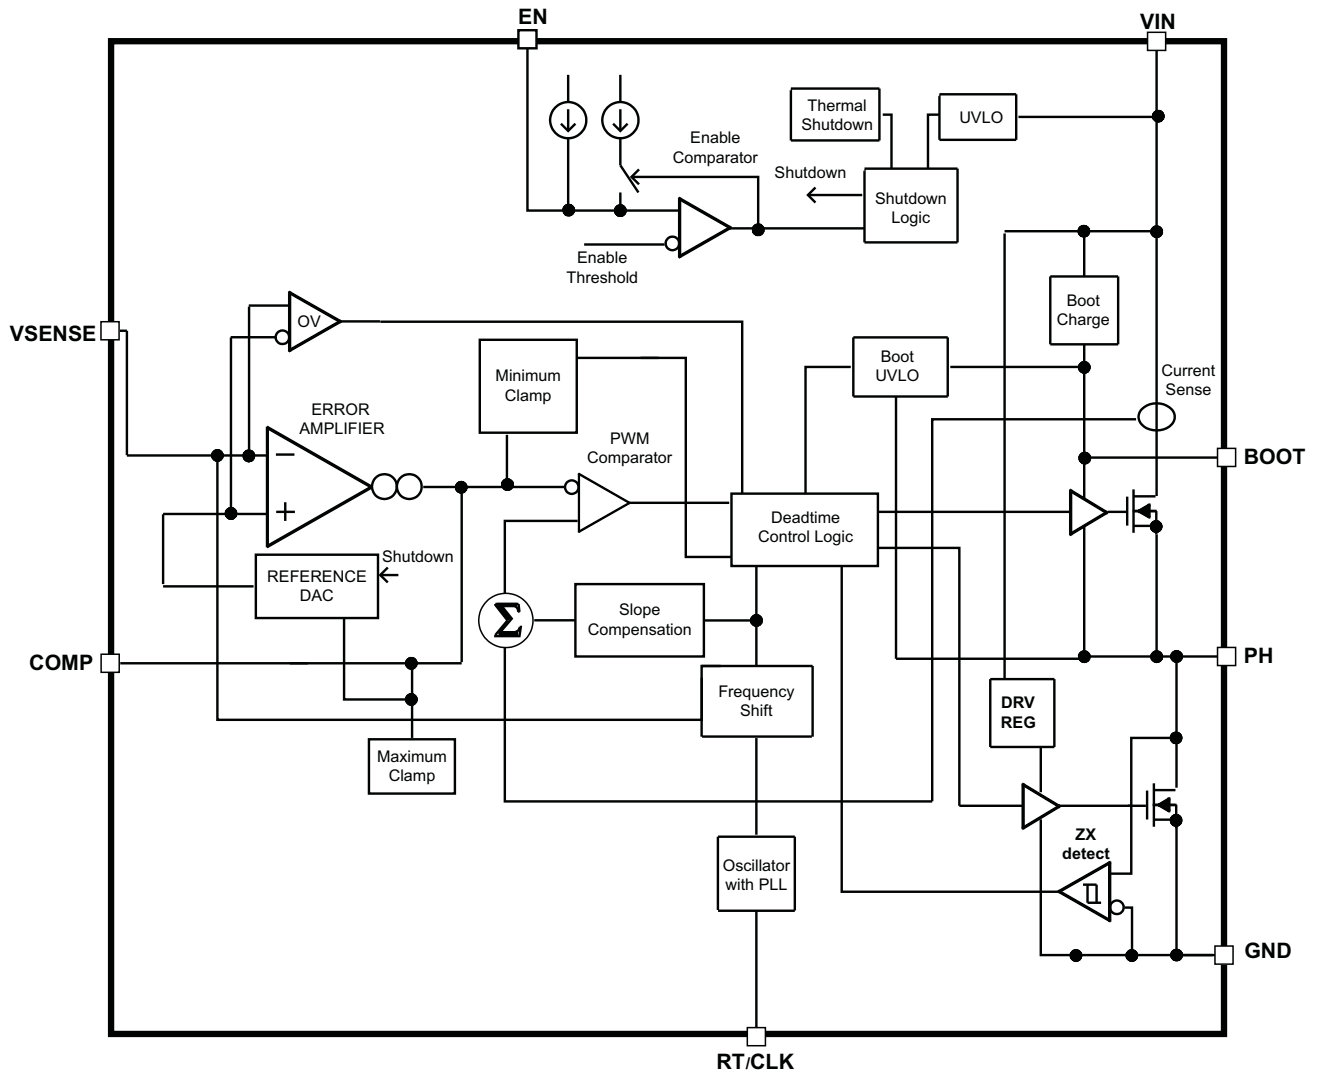 EN
VIN
Thermal
Shutdown
UVLO
Enable
Comparator
Shutdown
Shutdown
Logic
Enable
Threshold
Boot
Charge
OV
VSENSE
Minimum
Clamp
Boot
UVLO
Current
Sense
ERROR
AMPLIFIER
PWM
Comparator
−
+
BOOT
Deadtime
Control Logic
Shutdown
REFERENCE
DAC
Σ
Slope
Compensation
COMP
PH
Frequency
Shift
DRV
REG
Maximum
Clamp
ZX
detect
Oscillator
with PLL
GND
RT/CLK